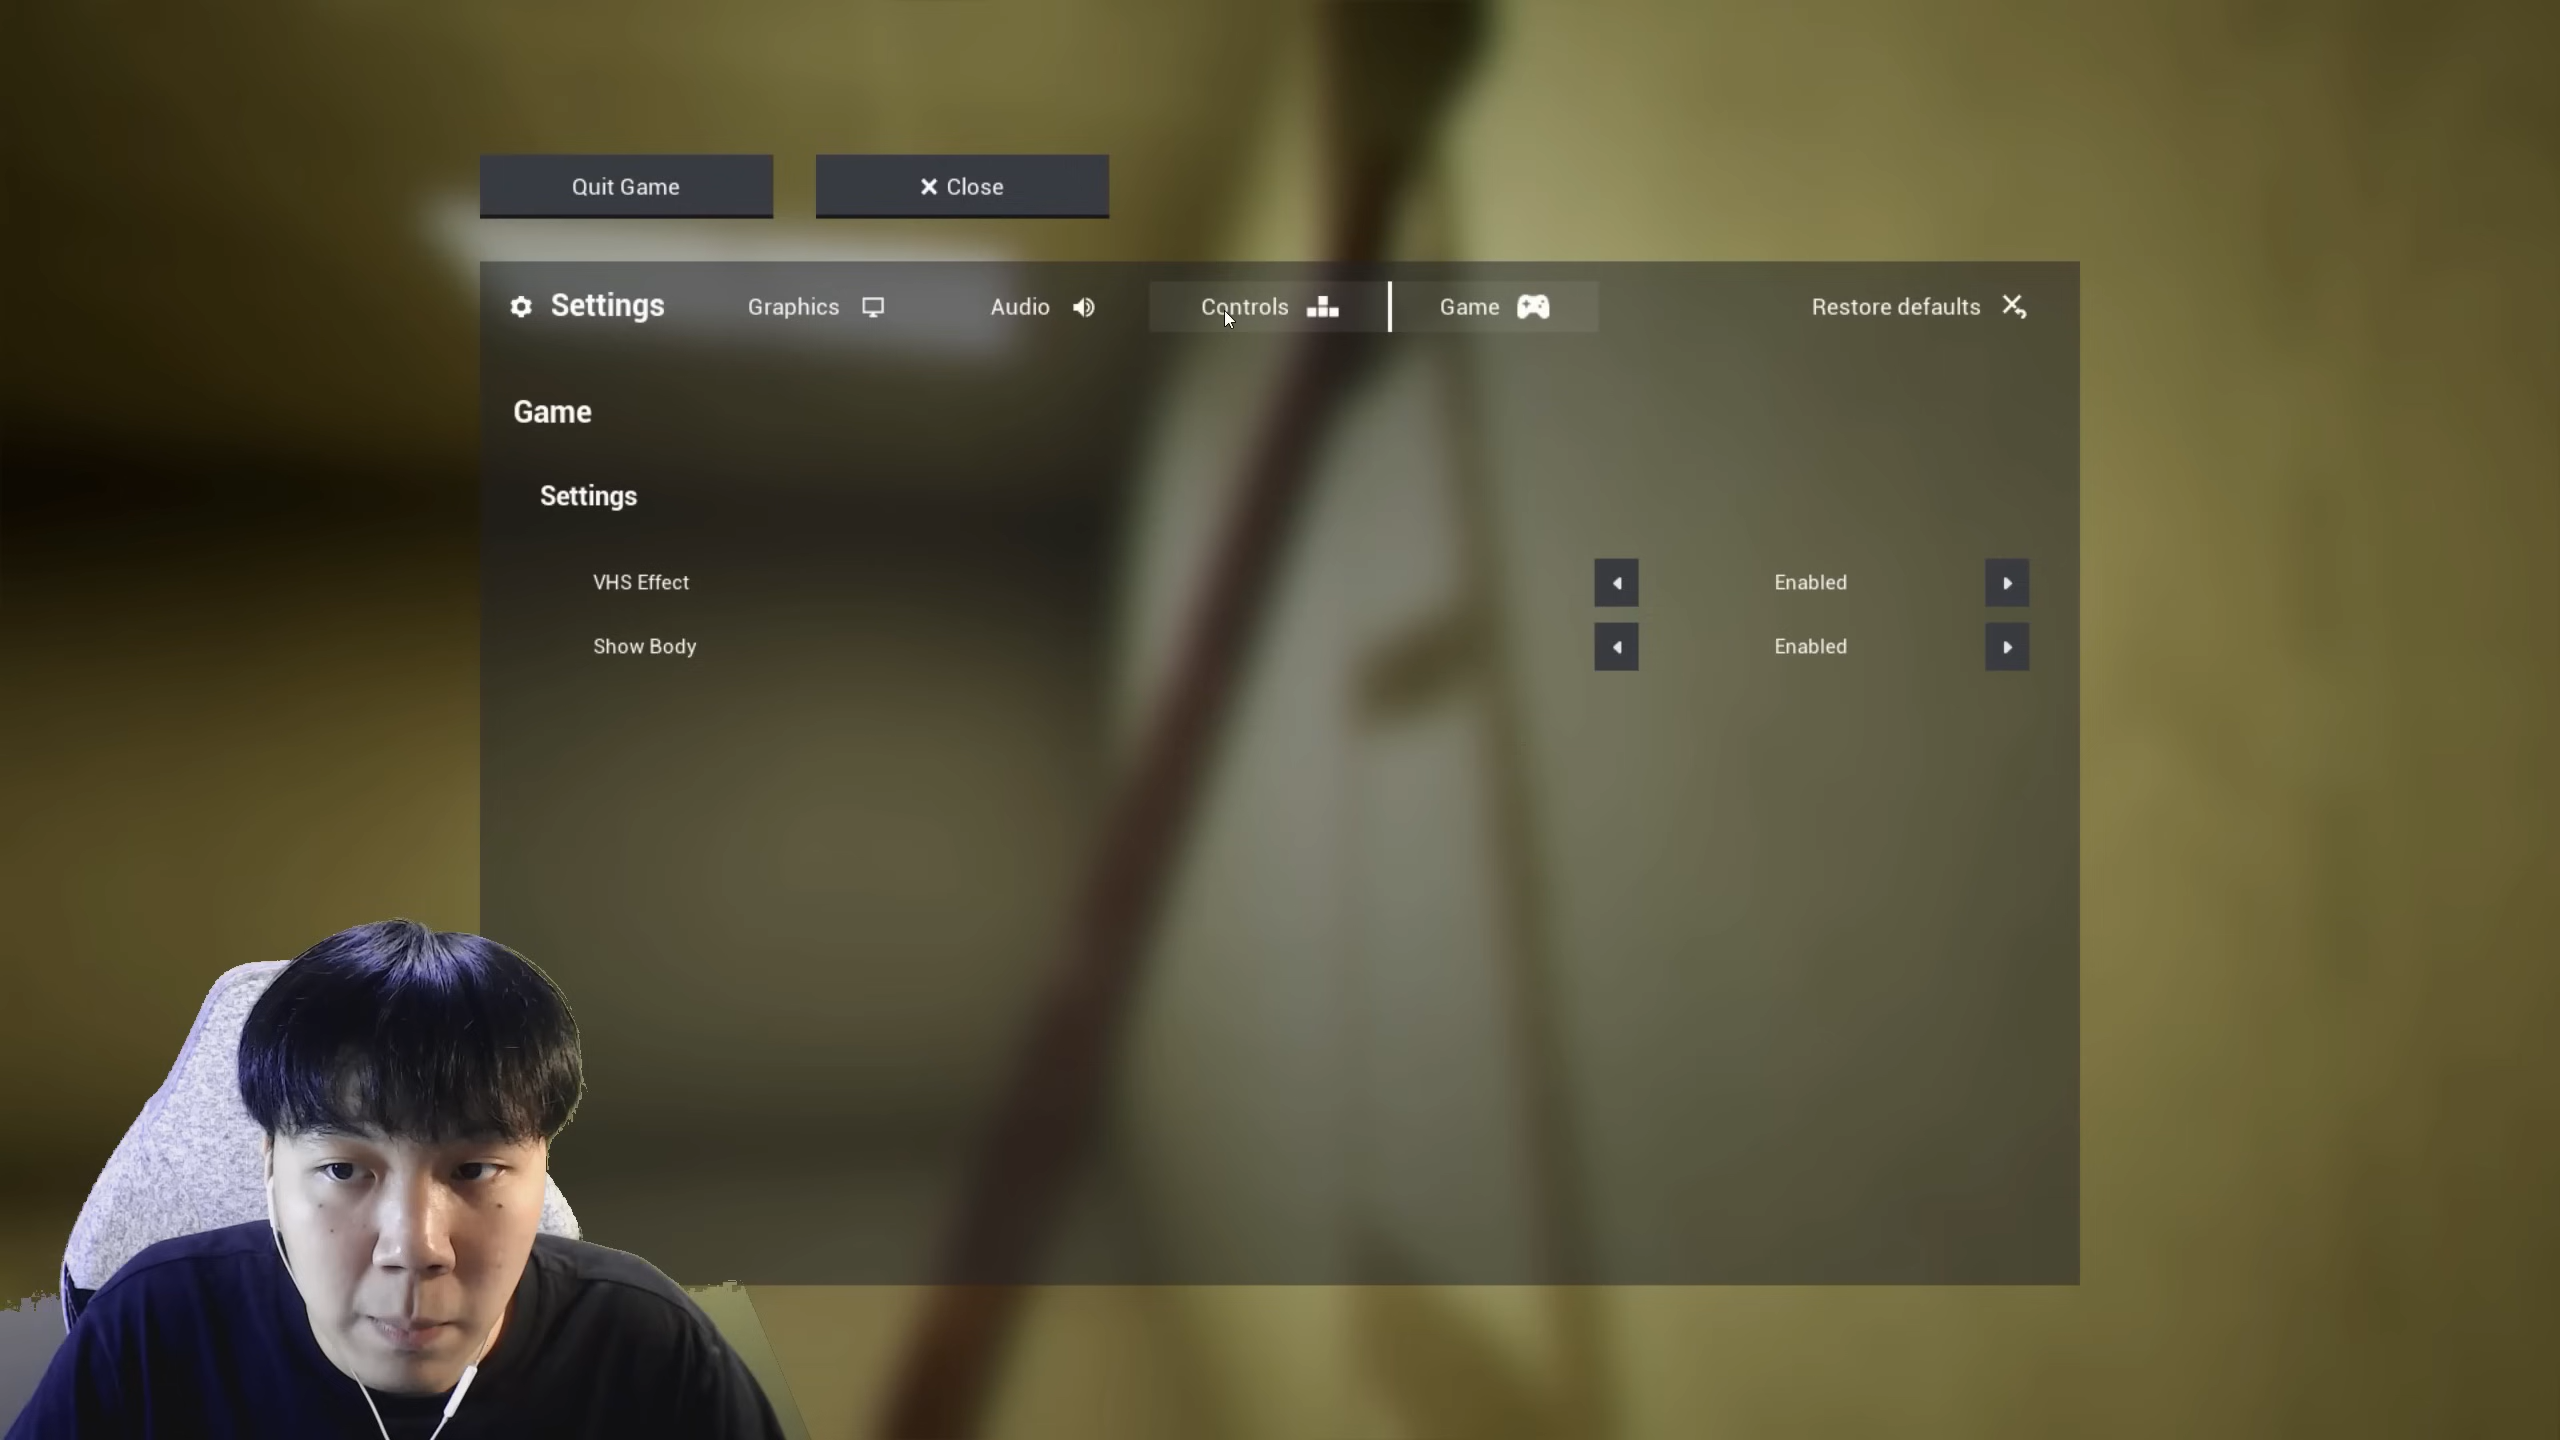 Quit Game
Close
Settings Graphics Audio Controls Game Restore defaults
Game
Settings
VHS Effect Enabled
Show Body Enabled